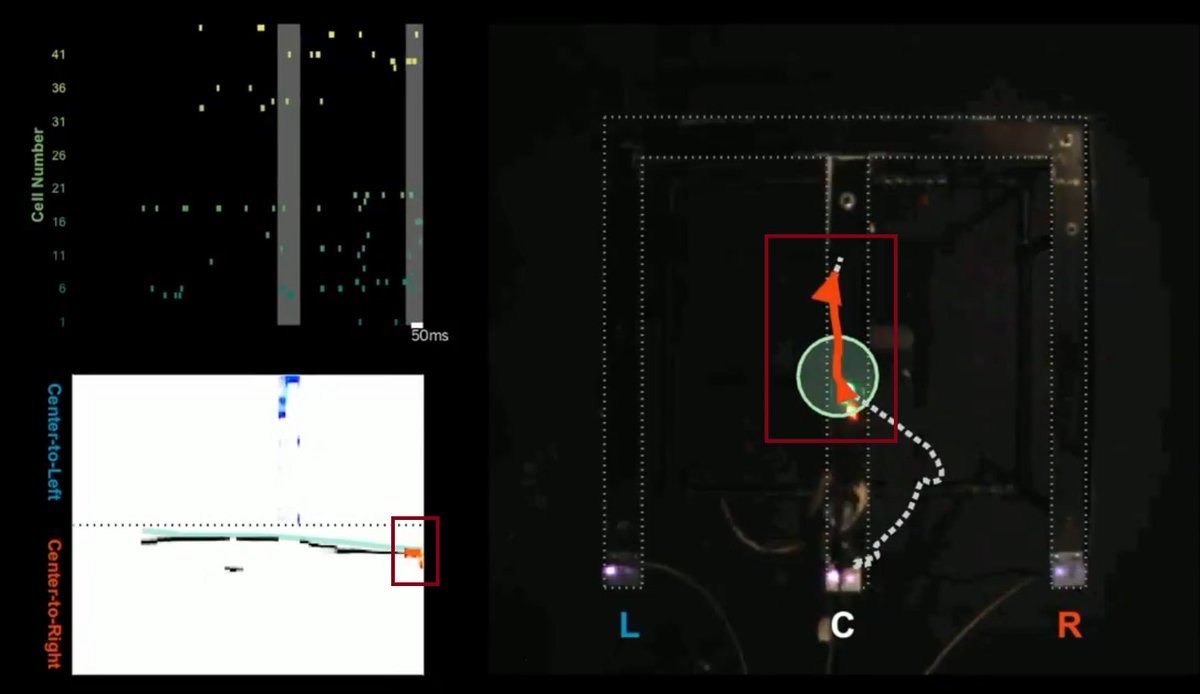 Cell Number
41
36
31
26
21
16
11
6
1
50ms
Center-to-Left
Center-to-Right
L
C
R